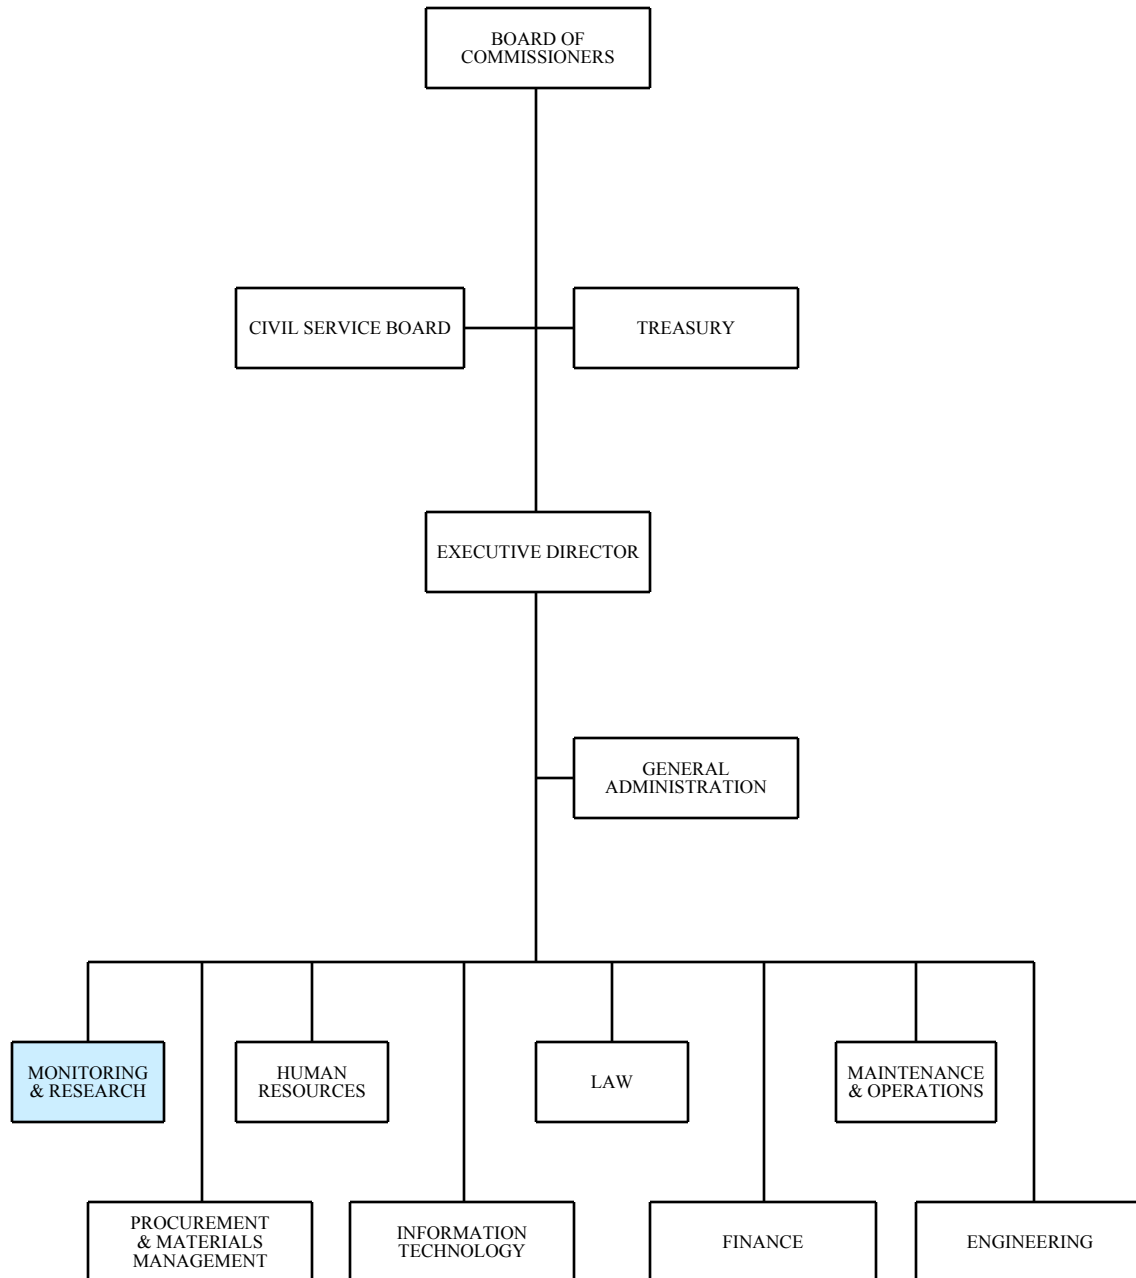 BOARD OF
COMMISSIONERS
CIVIL SERVICE BOARD
TREASURY
EXECUTIVE DIRECTOR
GENERAL
ADMINISTRATION
MONITORING
& RESEARCH
HUMAN
RESOURCES
LAW
MAINTENANCE
& OPERATIONS
PROCUREMENT
& MATERIALS
MANAGEMENT
INFORMATION
TECHNOLOGY
FINANCE
ENGINEERING